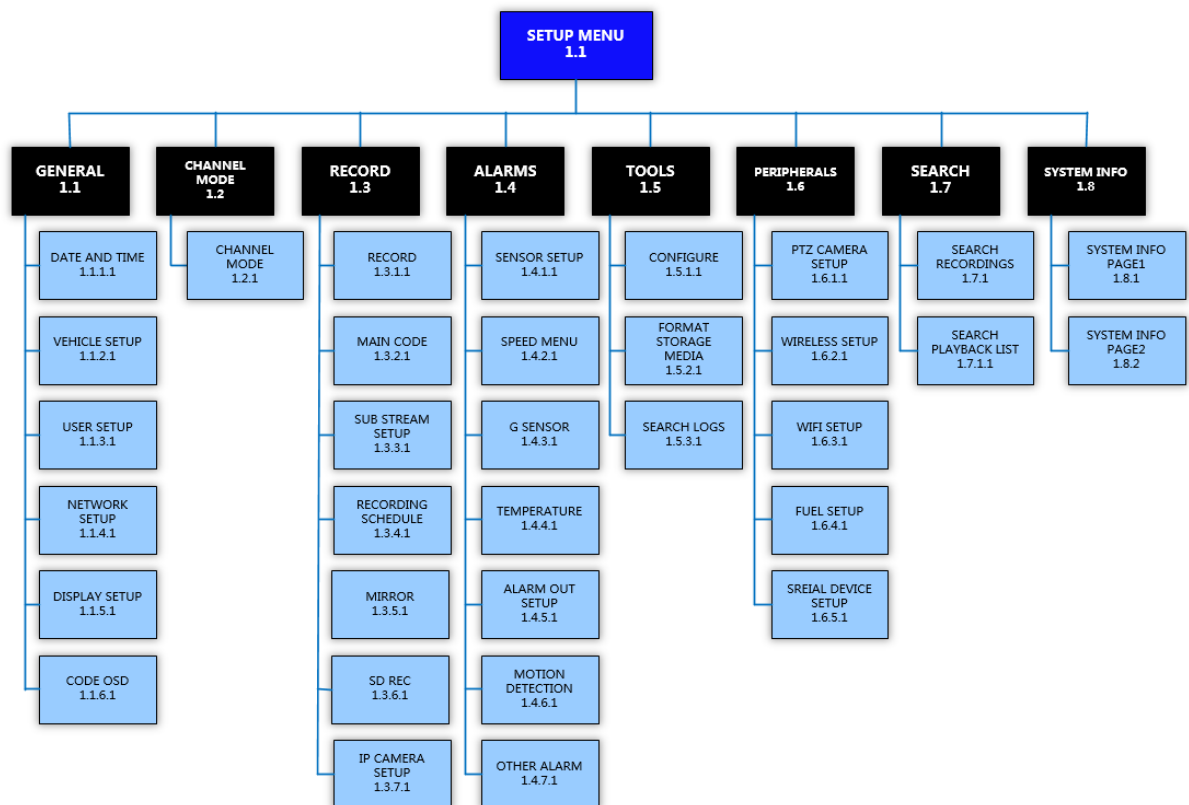 SETUP MENU
1.1
GENERAL
1.1
DATE AND TIME
1.1.1.1
VEHICLE SETUP
1.1.2.1
USER SETUP
1.1.3.1
NETWORK
SETUP
1.1.4.1
DISPLAY SETUP
1.1.5.1
CODE OSD
1.1.6.1
CHANNEL
MODE
1.2
CHANNEL
MODE
1.2.1
RECORD
1.3
RECORD
1.3.1.1
MAIN CODE
1.3.2.1
SUB STREAM
SETUP
1.3.3.1
RECORDING
SCHEDULE
1.3.4.1
MIRROR
1.3.5.1
SD REC
1.3.6.1
IP CAMERA
SETUP
1.3.7.1
ALARMS
1.4
SENSOR SETUP
1.4.1.1
SPEED MENU
1.4.2.1
G SENSOR
1.4.3.1
TEMPERATURE
1.4.4.1
ALARM OUT
SETUP
1.4.5.1
MOTION
DETECTION
1.4.6.1
OTHER ALARM
1.4.7.1
TOOLS
1.5
CONFIGURE
1.5.1.1
FORMAT
STORAGE
MEDIA
1.5.2.1
SEARCH LOGS
1.5.3.1
PERIPHERALS
1.6
PTZ CAMERA
SETUP
1.6.1.1
WIRELESS SETUP
1.6.2.1
WIFI SETUP
1.6.3.1
FUEL SETUP
1.6.4.1
SREIAL DEVICE
SETUP
1.6.5.1
SEARCH
1.7
SEARCH
RECORDINGS
1.7.1
SEARCH
PLAYBACK LIST
1.7.1.1
SYSTEM INFO
1.8
SYSTEM INFO
PAGE1
1.8.1
SYSTEM INFO
PAGE2
1.8.2